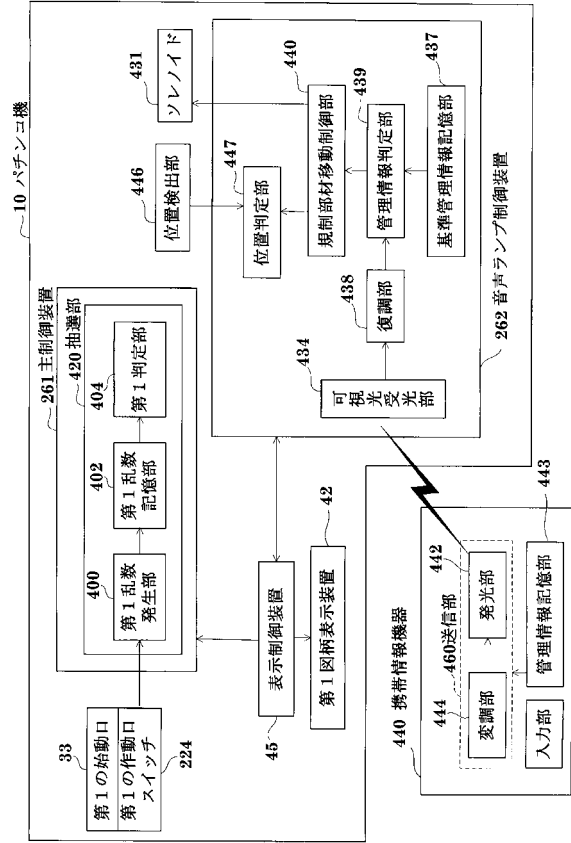 10 パチンコ機
261 主制御装置
420 抽選部
400
第1乱数
発生部
402
第1乱数
記憶部
404
第1判定部
33
第1の始動口
第1の作動口
スイッチ
224
446
位置検出部
431
ソレノイド
447
位置判定部
440
規制部材移動制御部
439
管理情報判定部
437
基準管理情報記憶部
438
復調部
434
可視光
受光部
262 音声ランプ制御装置
表示制御装置
45
42
第1図柄表示装置
440 携帯情報機器
460送信部
444
変調部
442
発光部
443
管理情報記憶部
入力部